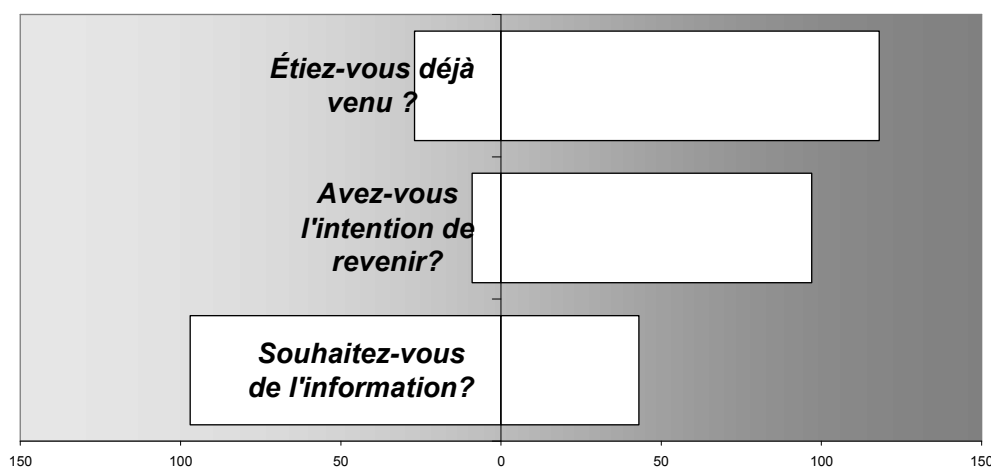 Étiez-vous déjà
venu ?
Avez-vous
l'intention de
revenir?
Souhaitez-vous
de l'information?
150 100 50 0 50 100 150